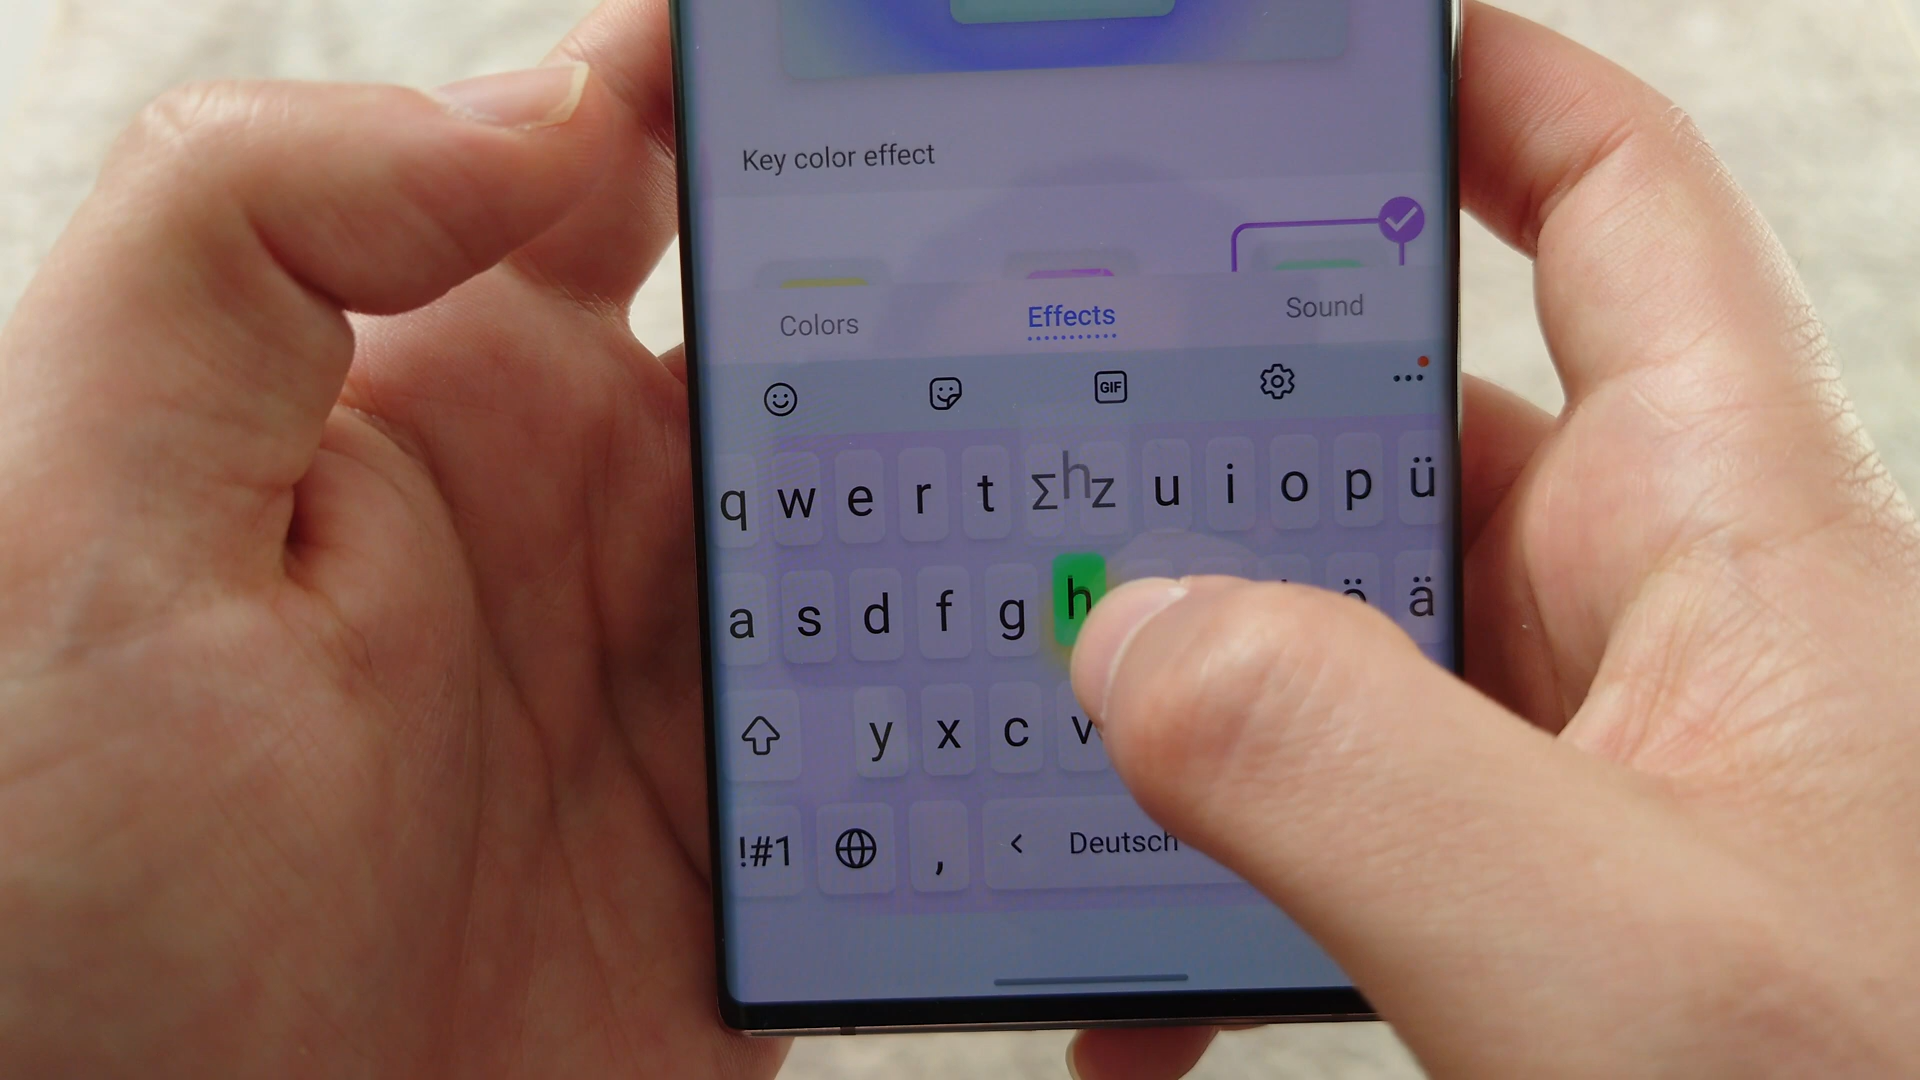 Key color effect
Colors Effects Sound
GIF
q w e r t Σ h z u i o p ü
a s d f g h ö ä
y x c v
!#1 , < Deutsch